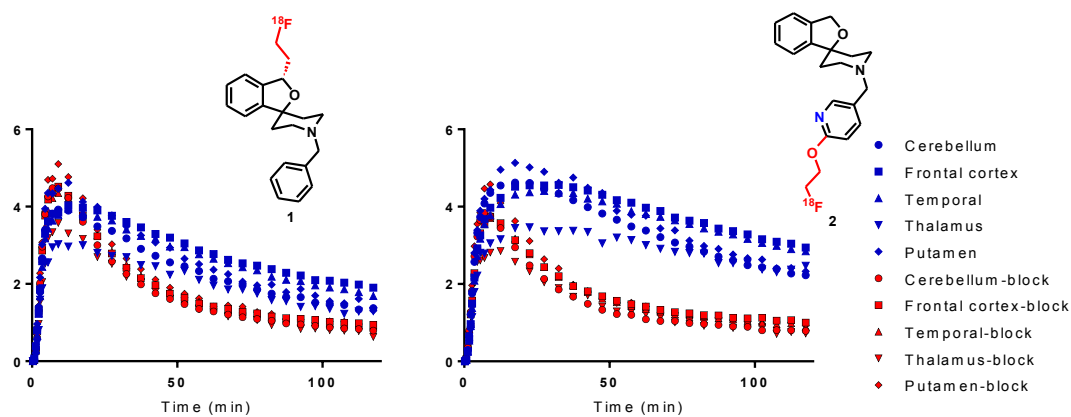 18F
O
N
1
6
4
2
0
0
50
100
Time (min)
O
N
N
O
18F
2
6
4
2
0
0
50
100
Time (min)
Cerebellum
Frontal cortex
Temporal
Thalamus
Putamen
Cerebellum-block
Frontal cortex-block
Temporal-block
Thalamus-block
Putamen-block